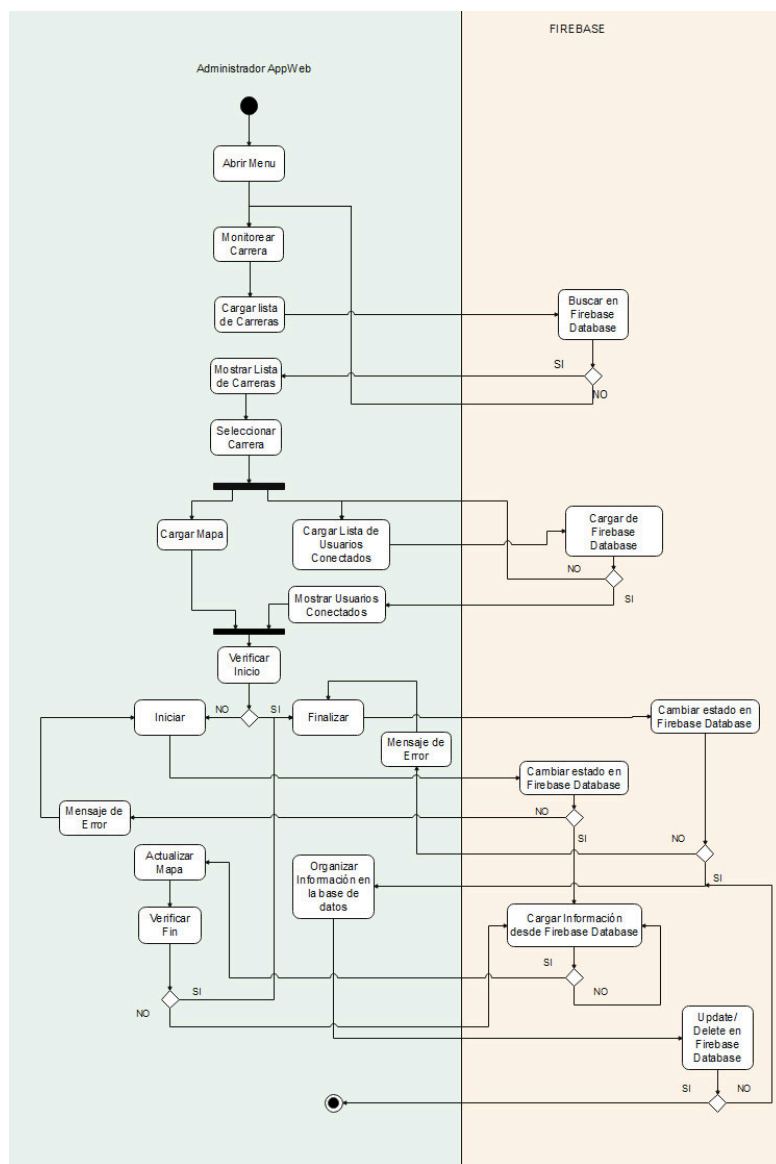 FIREBASE
Administrador AppWeb
Abrir Menu
Monitorear
Carrera
Cargar lista
de Carreras
Buscar en
Firebase
Database
SI
NO
Mostrar Lista
de Carreras
Seleccionar
Carrera
Cargar Mapa
Cargar Lista de
Usuarios
Conectados
Cargar de
Firebase
Database
NO
SI
Mostrar Usuarios
Conectados
Verificar
Inicio
NO
SI
Iniciar
Finalizar
Cambiar estado en
Firebase Database
Mensaje de
Error
Cambiar estado en
Firebase Database
NO
SI
Mensaje de
Error
NO
SI
Actualizar
Mapa
Organizar
Información en
la base de
datos
Verificar
Fin
Cargar Información
desde Firebase Database
SI
NO
SI
NO
Update/
Delete en
Firebase
Database
SI
NO